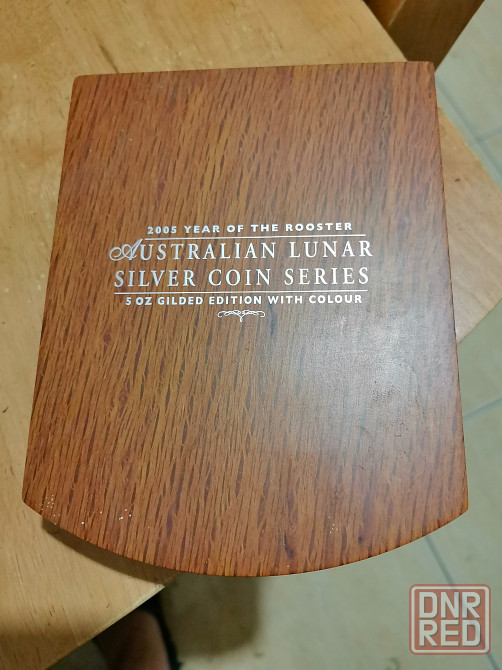 2005 YEAR OF THE ROOSTER
AUSTRALIAN LUNAR
SILVER COIN SERIES
5 OZ GILDED EDITION WITH COLOUR
DNR
RED